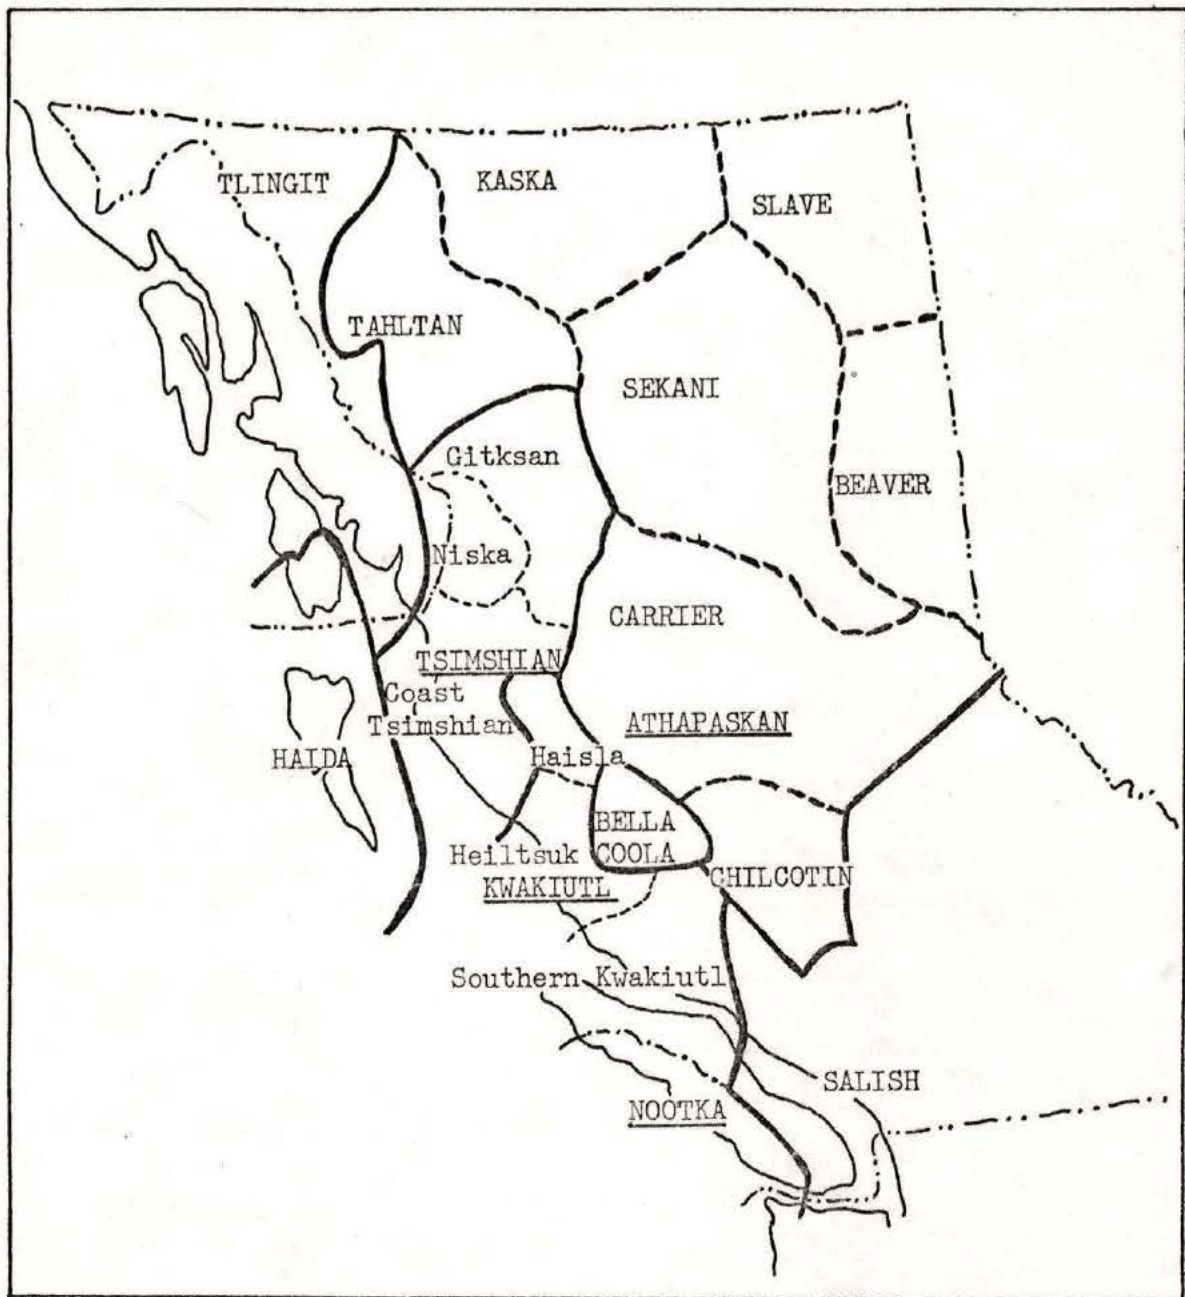 TLINGIT
KASKA
SLAVE
TAHLTAN
SEKANI
Gitksan
BEAVER
Niska
CARRIER
TSIMSHIAN
Coast
Tsimshian
ATHAPASKAN
HAIDA
Haisla
BELLA
COOLA
Heiltsuk
KWAKIUTL
CHILCOTIN
Southern Kwakiutl
SALISH
NOOTKA